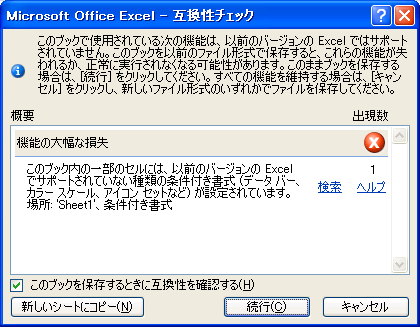 Microsoft Office Excel - 互換性チェック
このブックで使用されている次の機能は、以前のバージョンの Excel ではサポート
されていません。このブックを以前のファイル形式で保存すると、これらの機能が失
われるか、正常に実行されなくなる可能性があります。このままブックを保存する
場合は、[続行] をクリックしてください。すべての機能を維持する場合は、[キャン
セル] をクリックし、新しいファイル形式のいずれかでファイルを保存してください。
概要 出現数
機能の大幅な損失
このブック内の一部のセルには、以前のバージョンの Excel 1
でサポートされていない種類の条件付き書式 (データ バー、 検索 ヘルプ
カラー スケール、アイコン セットなど) が設定されています。
場所: 'Sheet1'、条件付き書式
このブックを保存するときに互換性を確認する(H)
新しいシートにコピー(N) 続行(C) キャンセル